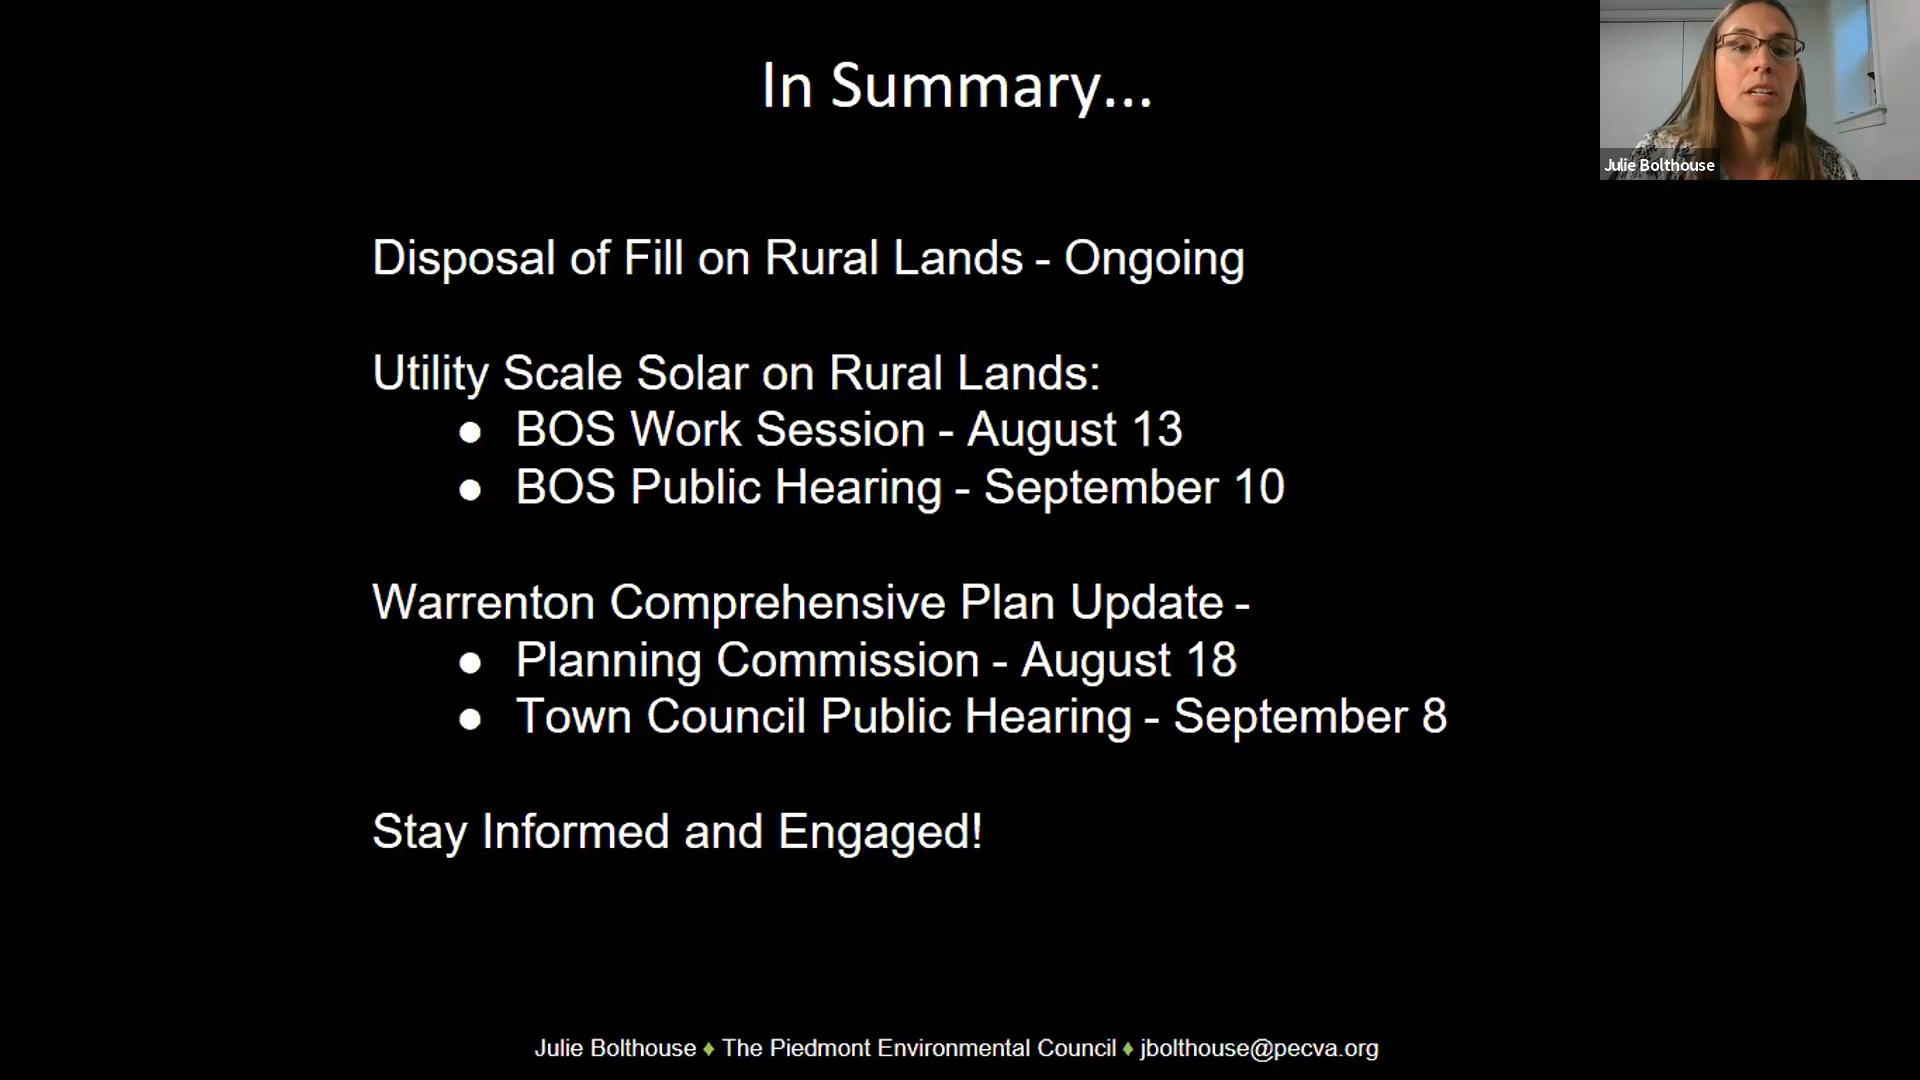 In Summary...
Julie Bolthouse
Disposal of Fill on Rural Lands - Ongoing
Utility Scale Solar on Rural Lands:
● BOS Work Session - August 13
● BOS Public Hearing - September 10
Warrenton Comprehensive Plan Update -
● Planning Commission - August 18
● Town Council Public Hearing - September 8
Stay Informed and Engaged!
Julie Bolthouse ♦ The Piedmont Environmental Council ♦ jbolthouse@pecva.org